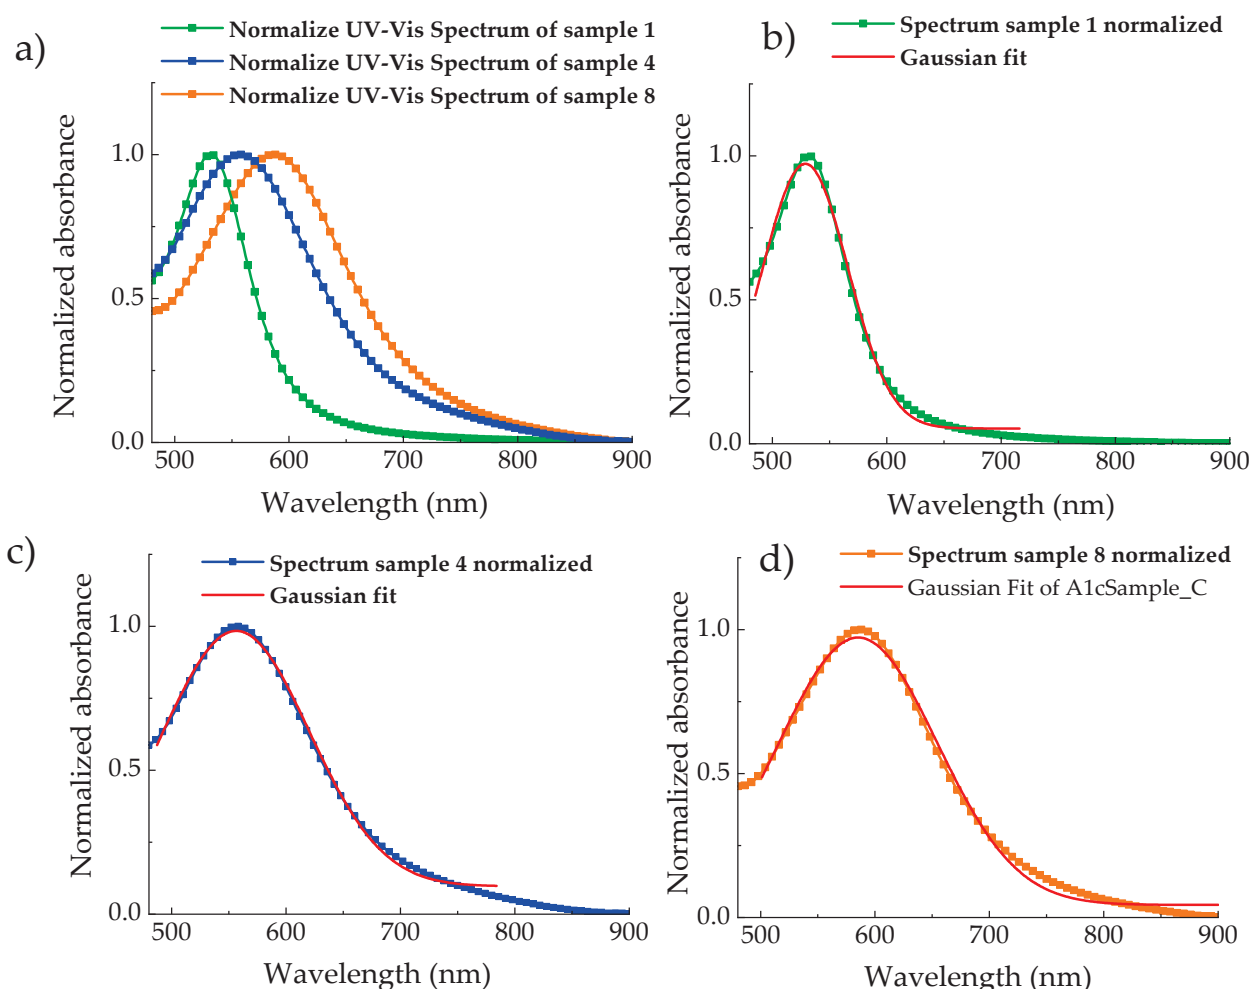 a)
Normalize UV-Vis Spectrum of sample 1
Normalize UV-Vis Spectrum of sample 4
Normalize UV-Vis Spectrum of sample 8
Normalized absorbance
1.0
0.5
0.0
500 600 700 800 900
Wavelength (nm)
b)
Spectrum sample 1 normalized
Gaussian fit
Normalized absorbance
1.0
0.5
0.0
500 600 700 800 900
Wavelength (nm)
c)
Spectrum sample 4 normalized
Gaussian fit
Normalized absorbance
1.0
0.5
0.0
500 600 700 800 900
Wavelength (nm)
d)
Spectrum sample 8 normalized
Gaussian Fit of A1cSample_C
Normalized absorbance
1.0
0.5
0.0
500 600 700 800 900
Wavelength (nm)